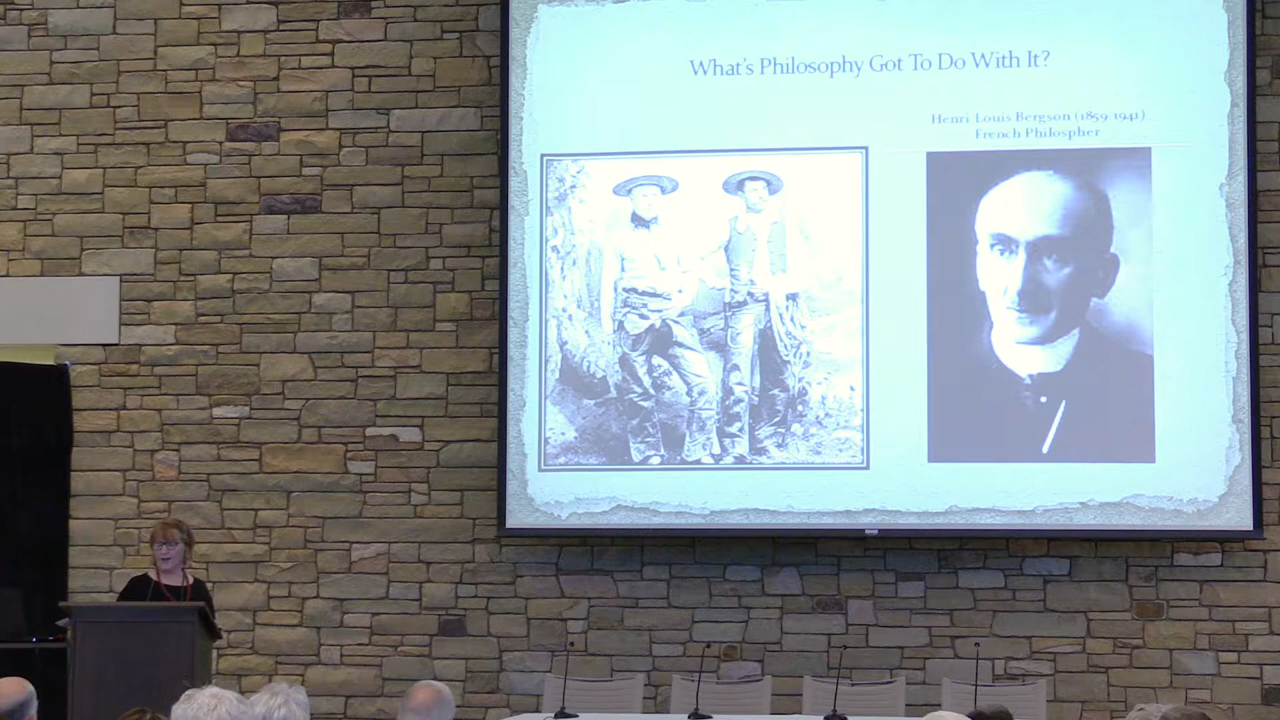 What's Philosophy Got To Do With It?
Henri Louis Bergson (1859-1941)
French Philospher